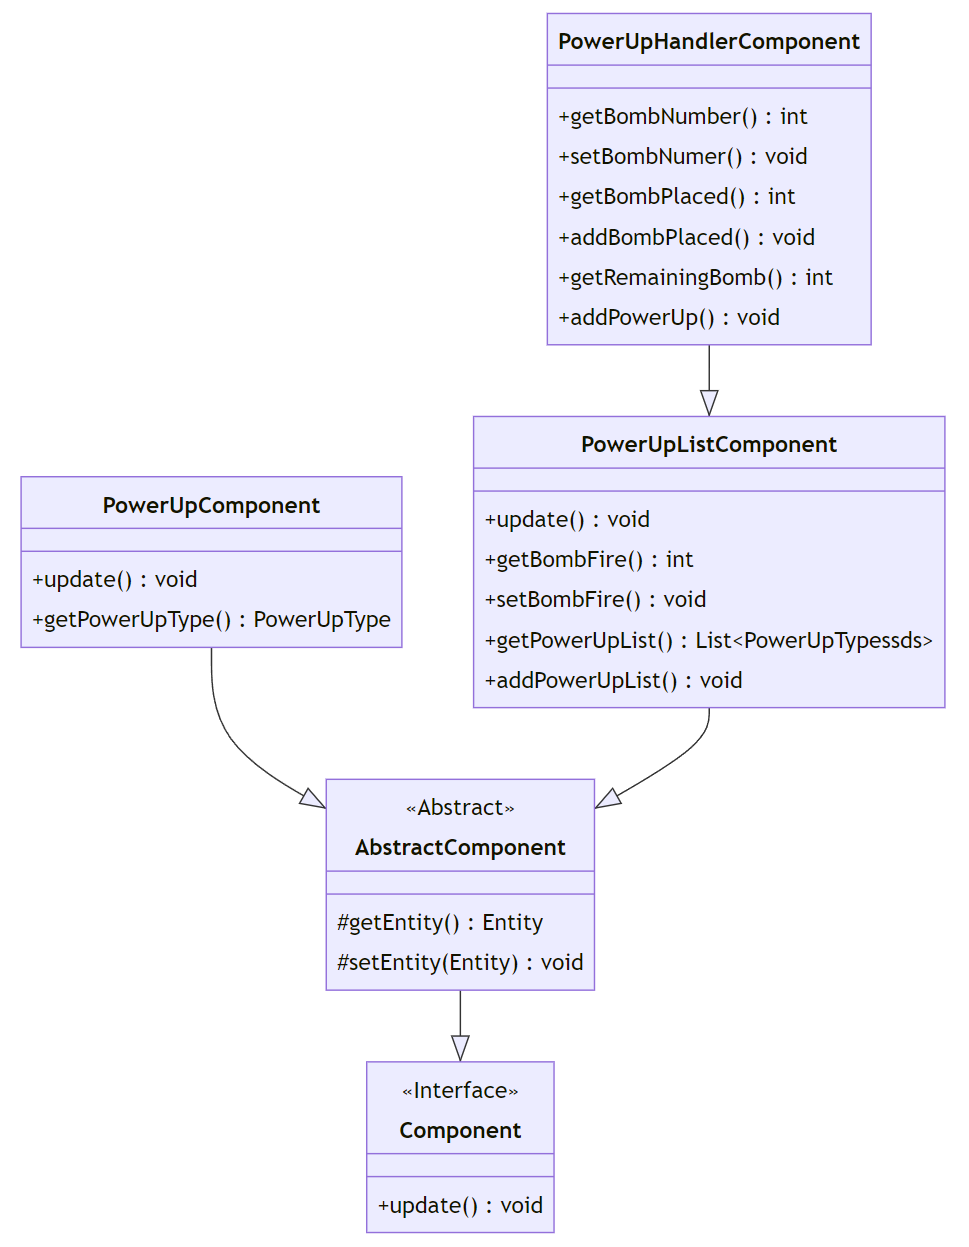 PowerUpHandlerComponent
+getBombNumber() : int
+setBombNumer() : void
+getBombPlaced() : int
+addBombPlaced() : void
+getRemainingBomb() : int
+addPowerUp() : void
PowerUpListComponent
+update() : void
+getBombFire() : int
+setBombFire() : void
+getPowerUpList() : List<PowerUpTypessds>
+addPowerUpList() : void
PowerUpComponent
+update() : void
+getPowerUpType() : PowerUpType
«Abstract»
AbstractComponent
#getEntity() : Entity
#setEntity(Entity) : void
«Interface»
Component
+update() : void